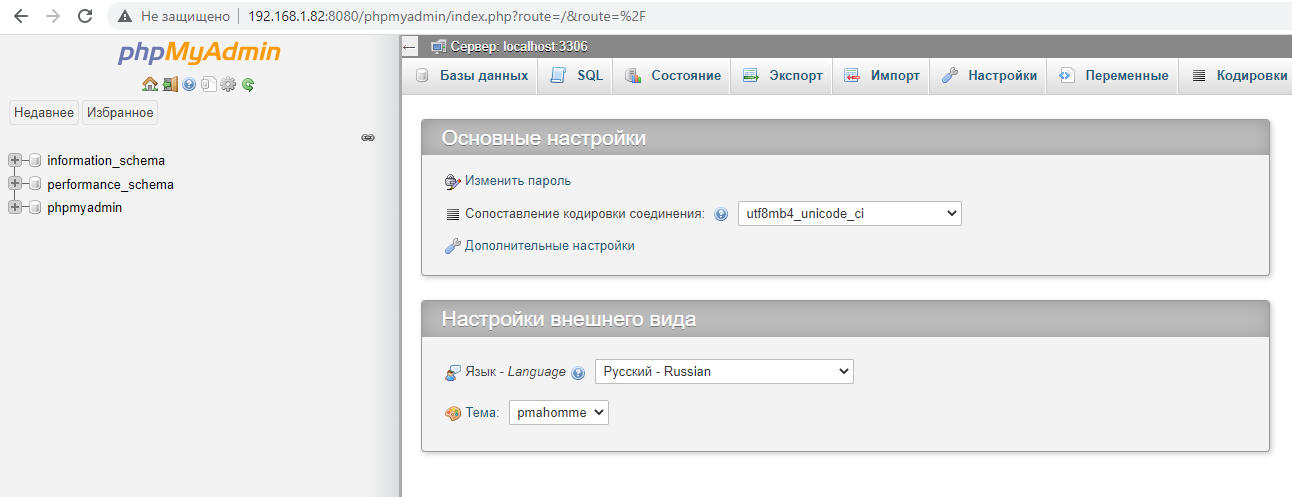 Не защищено 192.168.1.82:8080/phpmyadmin/index.php?route=/&route=%2F
phpMyAdmin
Недавнее Избранное
information_schema
performance_schema
phpmyadmin
Сервер: localhost:3306
Базы данных SQL Состояние Экспорт Импорт Настройки Переменные Кодировки
Основные настройки
Изменить пароль
Сопоставление кодировки соединения: utf8mb4_unicode_ci
Дополнительные настройки
Настройки внешнего вида
Язык - Language Русский - Russian
Тема: pmahomme